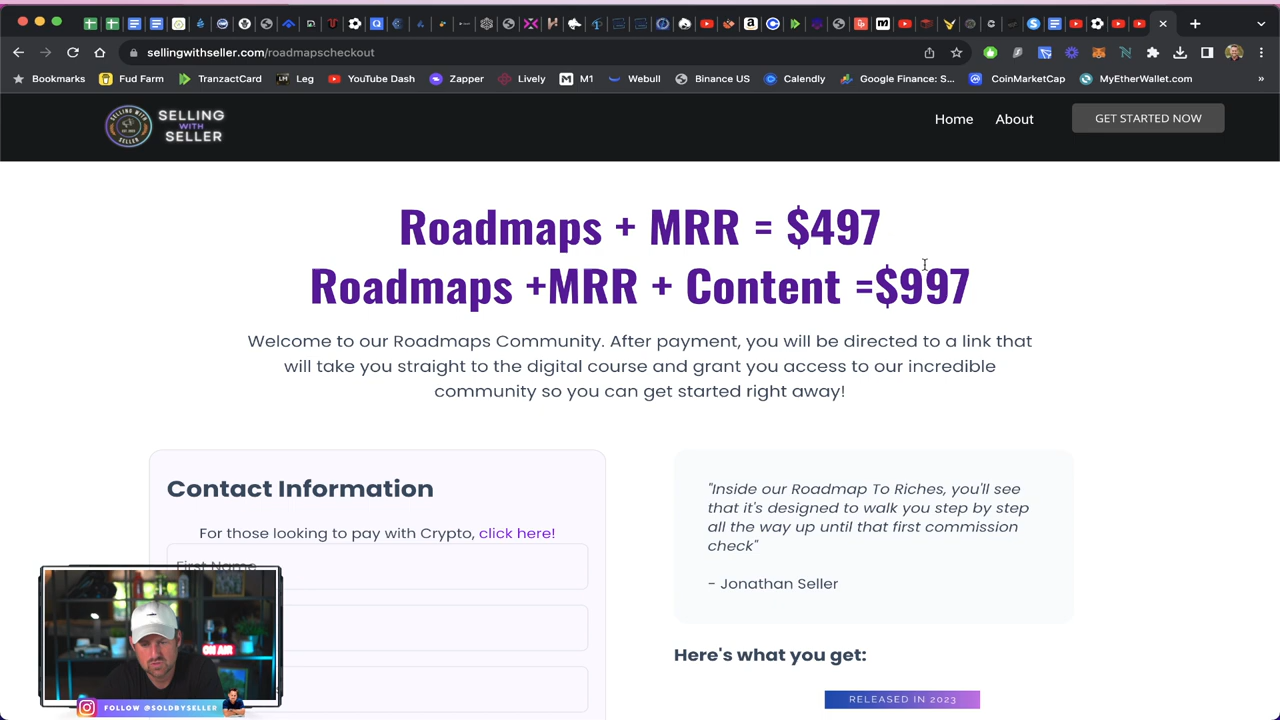 sellingwithseller.com/roadmapscheckout
Bookmarks
Fud Farm
TranzactCard
Leg
YouTube Dash
Zapper
Lively
M1
Webull
Binance US
Caledly
Google Finance: S...
CoinMarketCap
MyEtherWallet.com
»
SELLING
WITH
SELLER
Home
About
GET STARTED NOW
Roadmaps + MRR = $497
Roadmaps +MRR + Content =$997
Welcome to our Roadmaps Community. After payment, you will be directed to a link that
will take you straight to the digital course and grant you access to our incredible
community so you can get started right away!
Contact Information
For those looking to pay with Crypto, click here!
First Name
"Inside our Roadmap To Riches, you'll see
that it's designed to walk you step by step
all the way up until that first commission
check"
- Jonathan Seller
Here's what you get:
RELEASED IN 2023
ON AIR
FOLLOW @SOLDBYSELLER